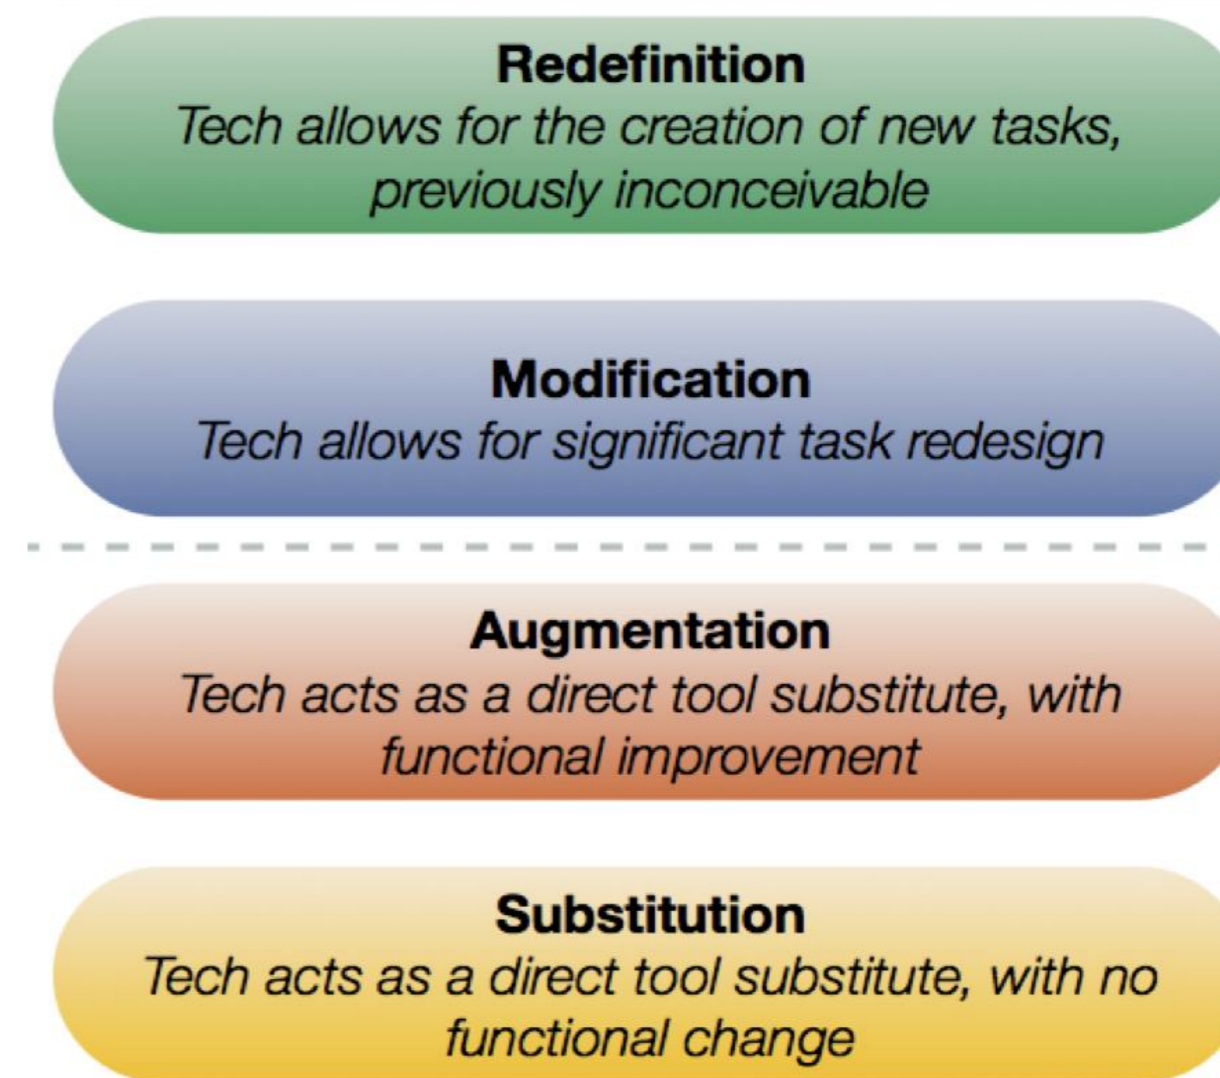 Redefinition
Tech allows for the creation of new tasks,
previously inconceivable
Modification
Tech allows for significant task redesign
Augmentation
Tech acts as a direct tool substitute, with
functional improvement
Substitution
Tech acts as a direct tool substitute, with no
functional change